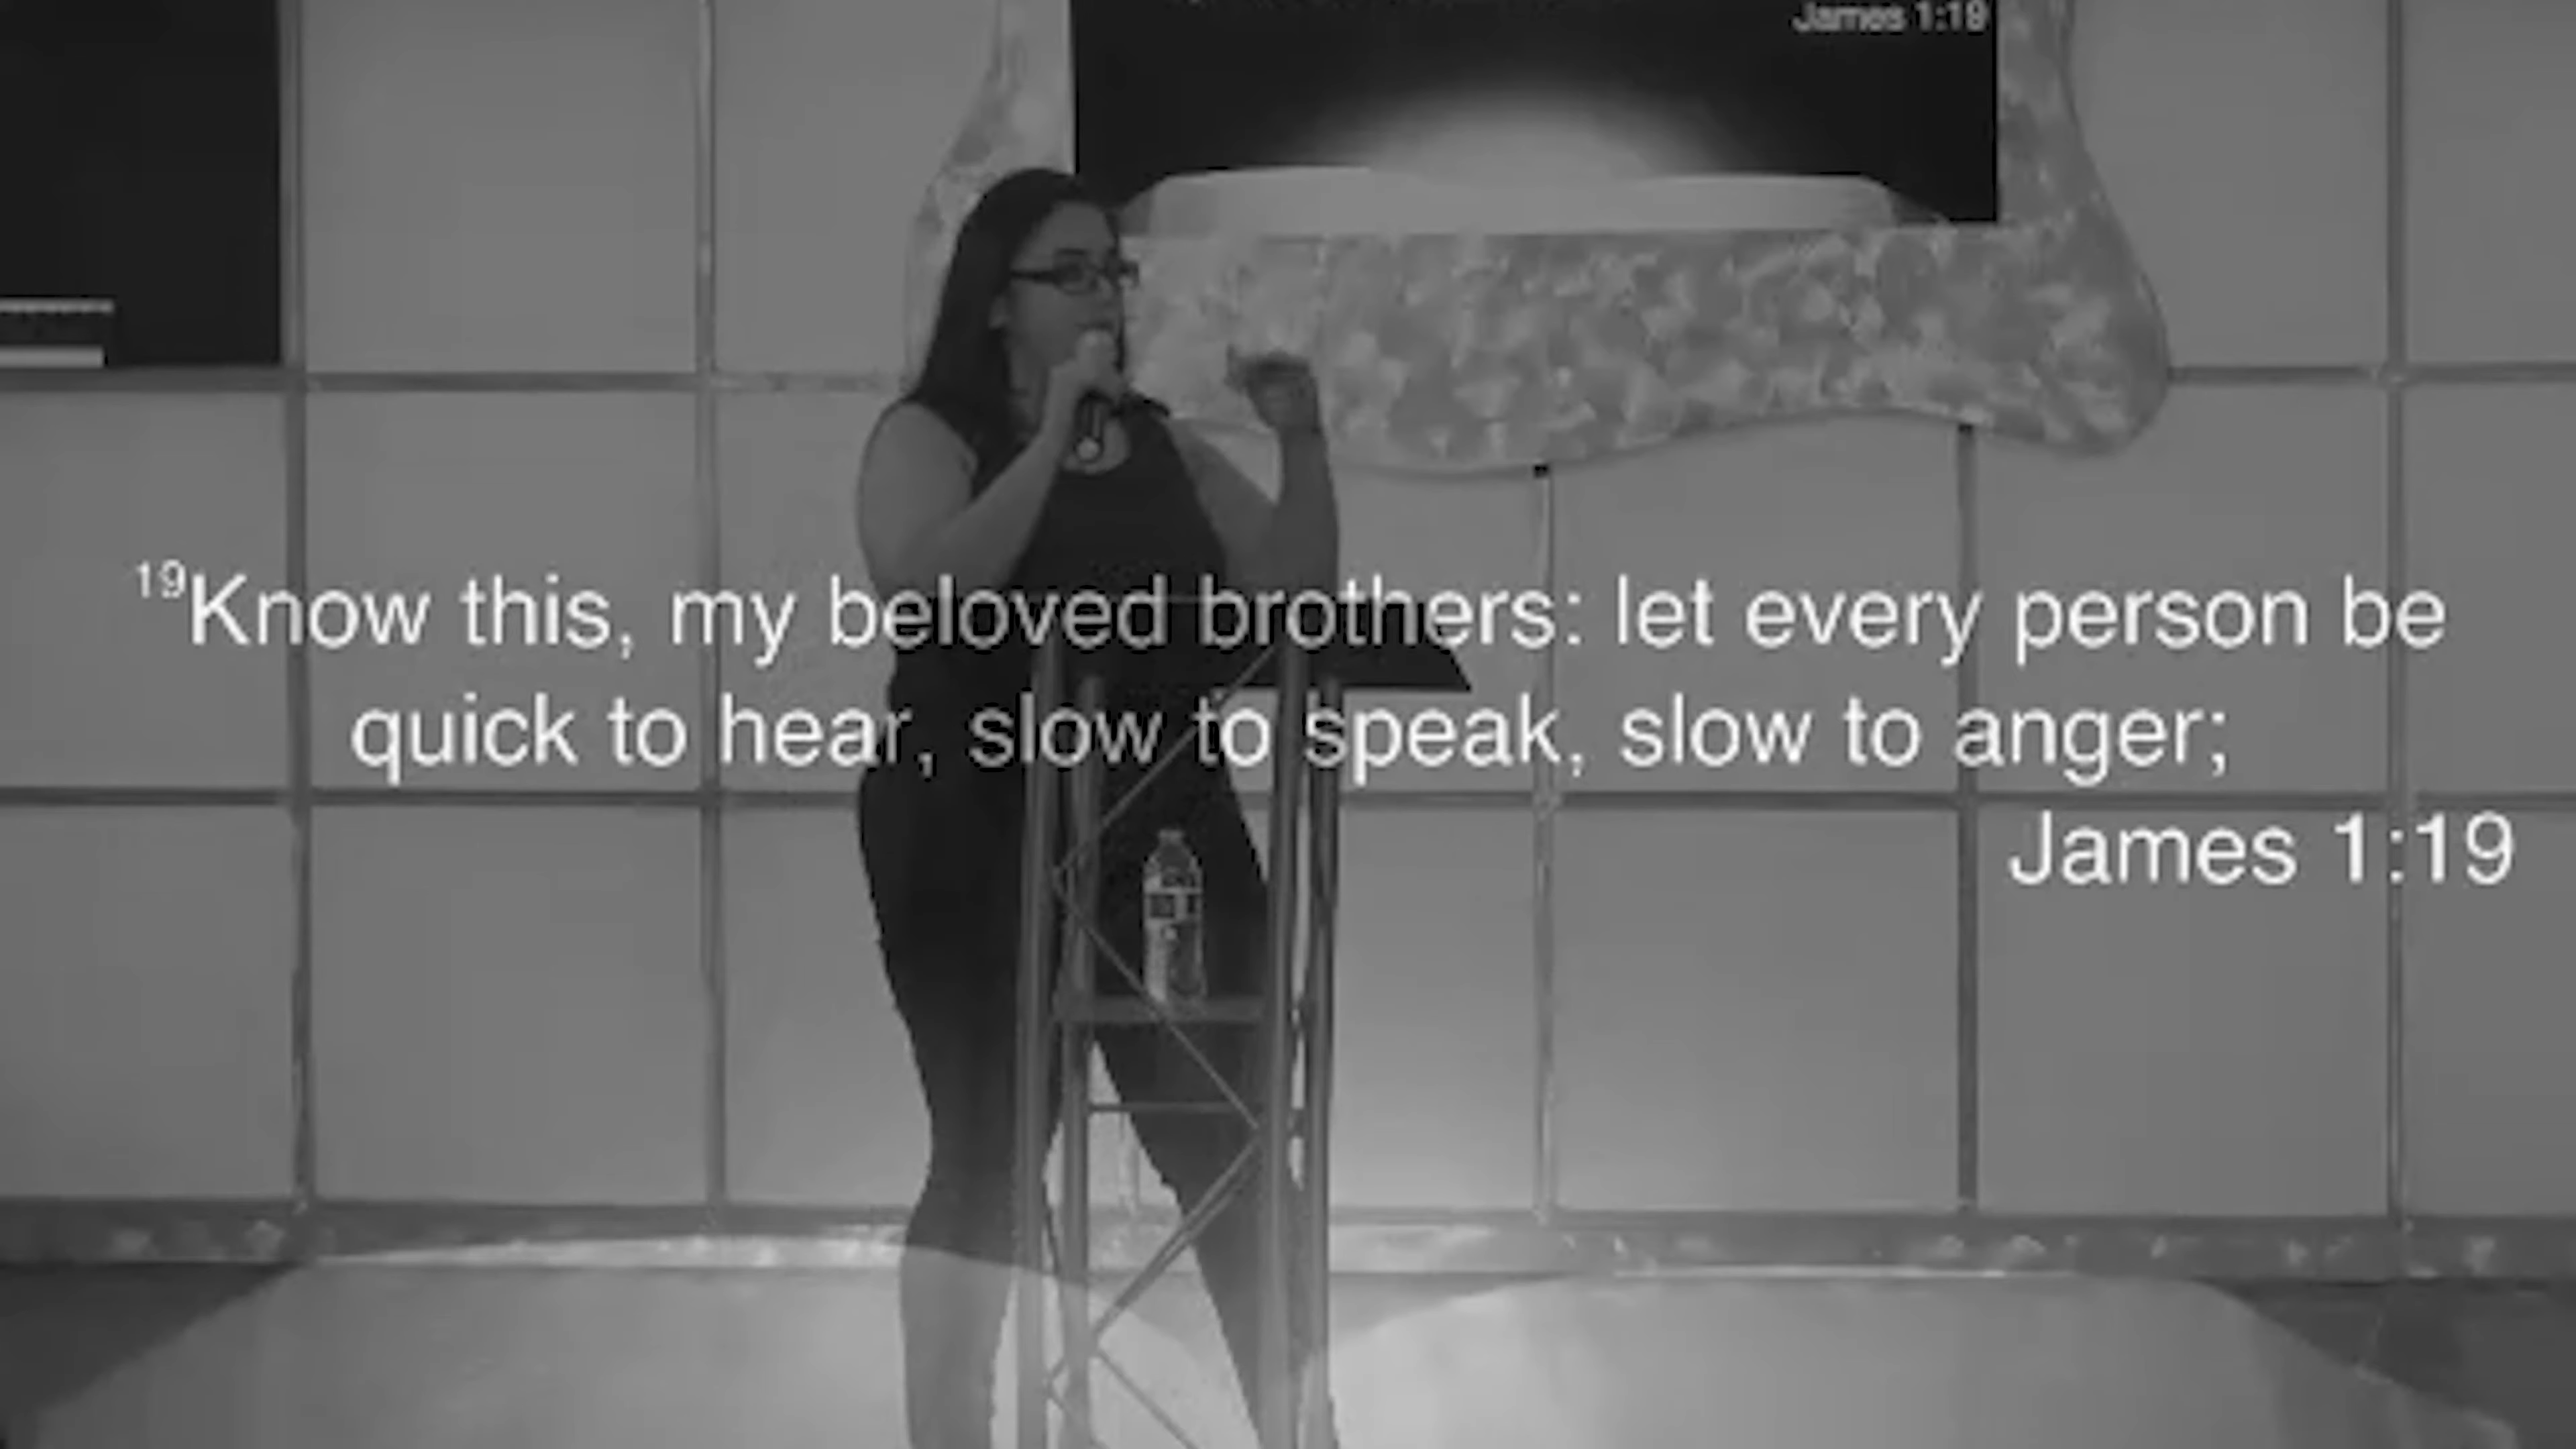 James 1:19
19Know this, my beloved brothers: let every person be
quick to hear, slow to speak, slow to anger;
James 1:19